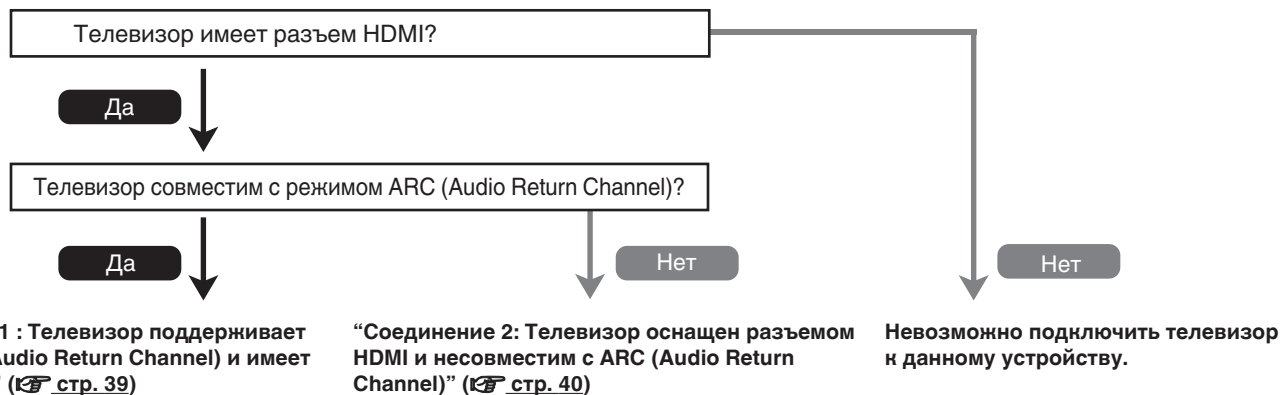 Телевизор имеет разъем HDMI?
Да
Телевизор совместим с режимом ARC (Audio Return Channel)?
Да
Нет
Нет
1 : Телевизор поддерживает
Audio Return Channel) и имеет
” (☞ стр. 39)
“Соединение 2: Телевизор оснащен разъемом
HDMI и несовместим с ARC (Audio Return
Channel)” (☞ стр. 40)
Невозможно подключить телевизор
к данному устройству.